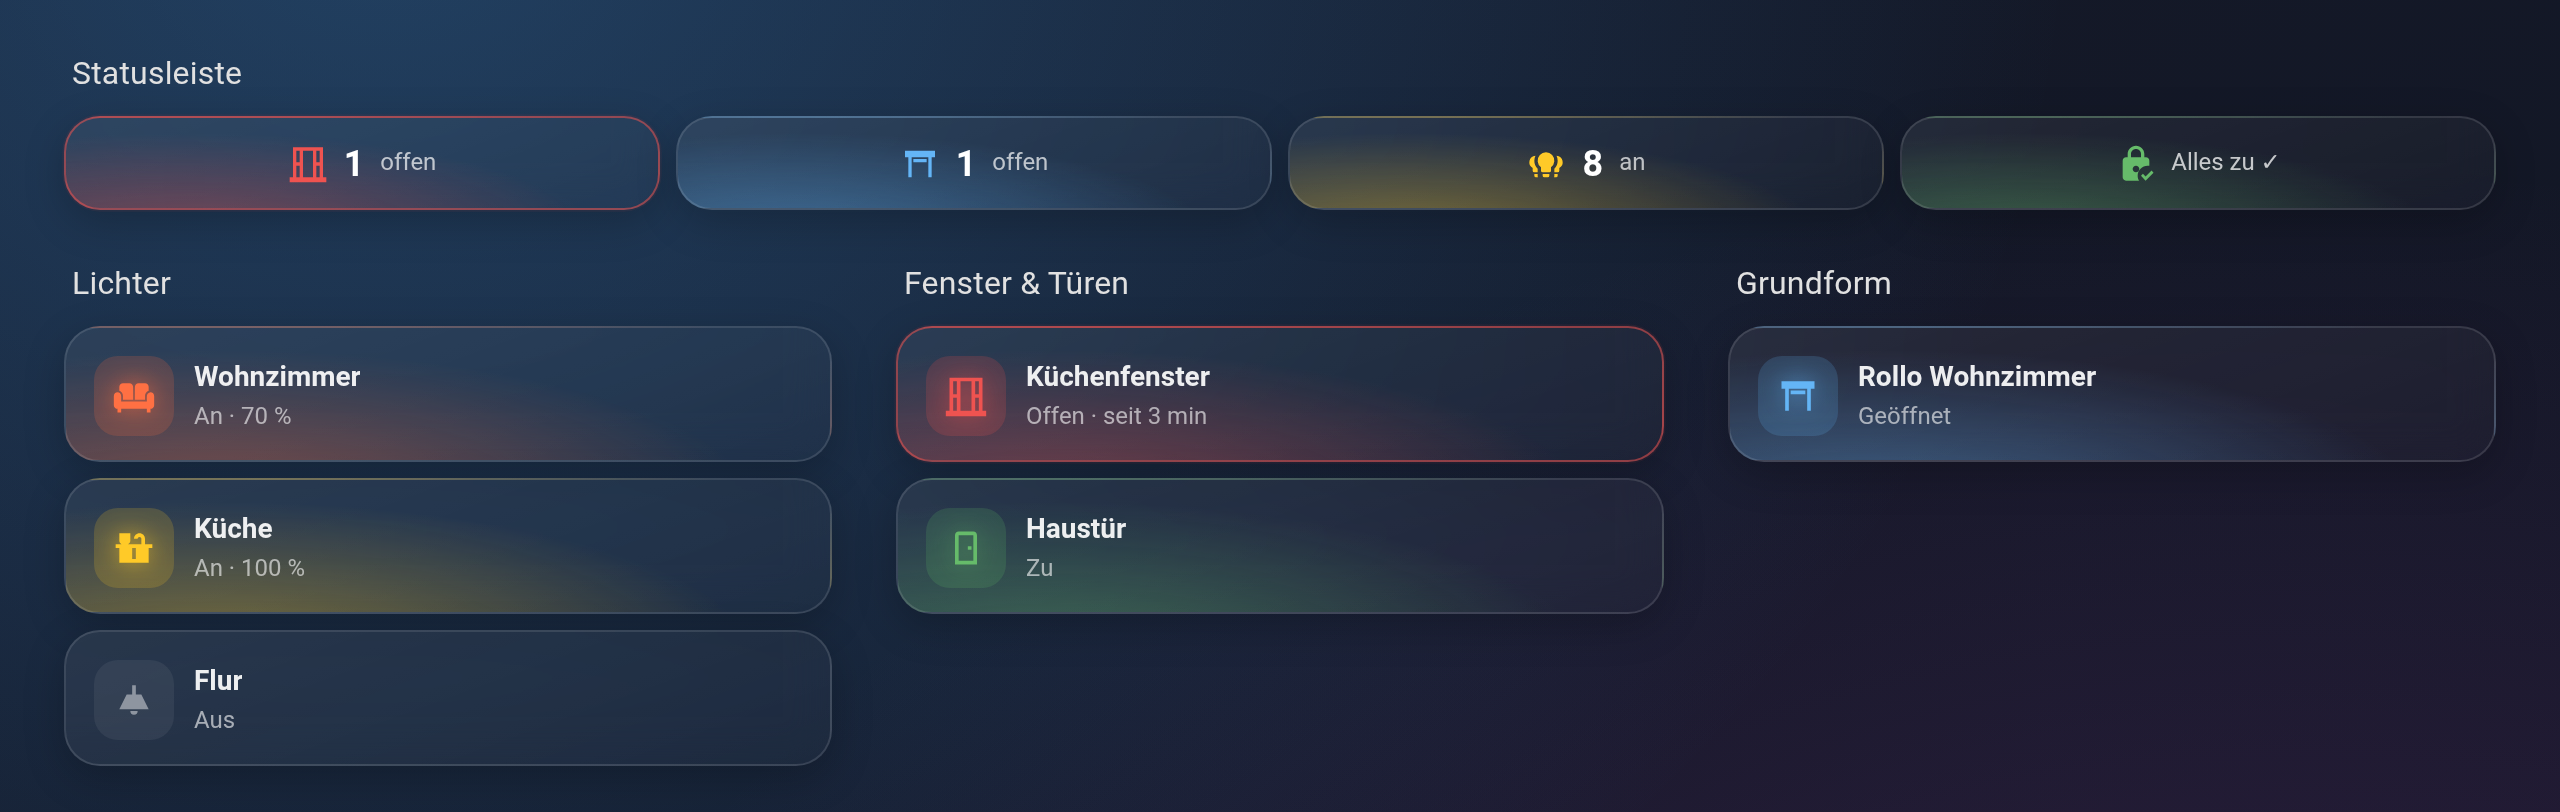 Statusleiste
1 offen
1 offen
8 an
Alles zu ✓
Lichter
Wohnzimmer
An · 70 %
Küche
An · 100 %
Flur
Aus
Fenster & Türen
Küchenfenster
Offen · seit 3 min
Haustür
Zu
Grundform
Rollo Wohnzimmer
Geöffnet